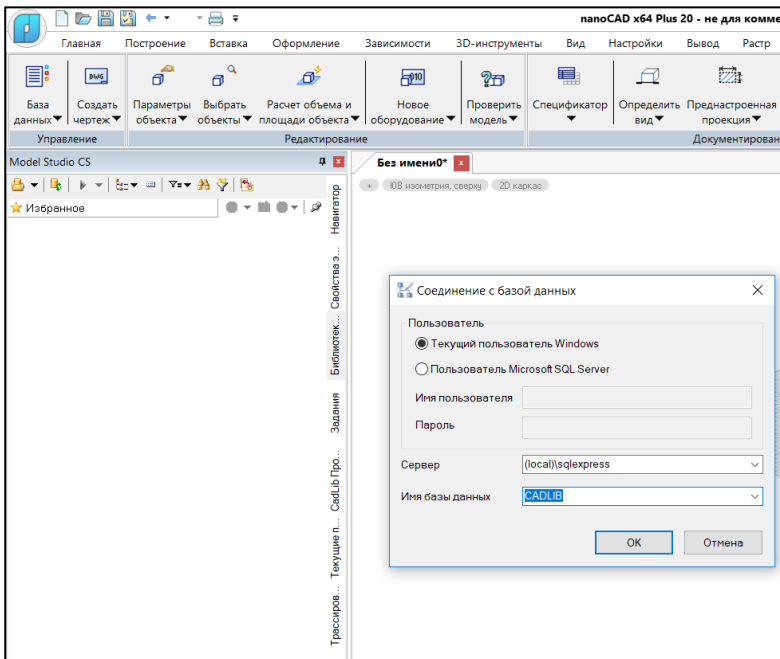 nanoCAD x64 Plus 20 - не для комме
Главная Построение Вставка Оформление Зависимости 3D-инструменты Вид Настройки Вывод Растр
DWG
База данных
Создать чертеж
Параметры объекта
Выбрать объекты
Расчет объема и площади объекта
Новое оборудование
Проверить модель
Спецификатор
Определить вид
Преднастроенная проекция
Управление Редактирование Документирован
Model Studio CS
Без имени0*
+ ЮВ изометрия, сверху 2D каркас
Избранное
Навигатор
Свойства э...
Библиотек...
Задания
CadLib Про...
Текущие п...
Трассиров...
Соединение с базой данных
Пользователь
Текущий пользователь Windows
Пользователь Microsoft SQL Server
Имя пользователя
Пароль
Сервер (local)\sqlexpress
Имя базы данных CADLIB
OK Отмена